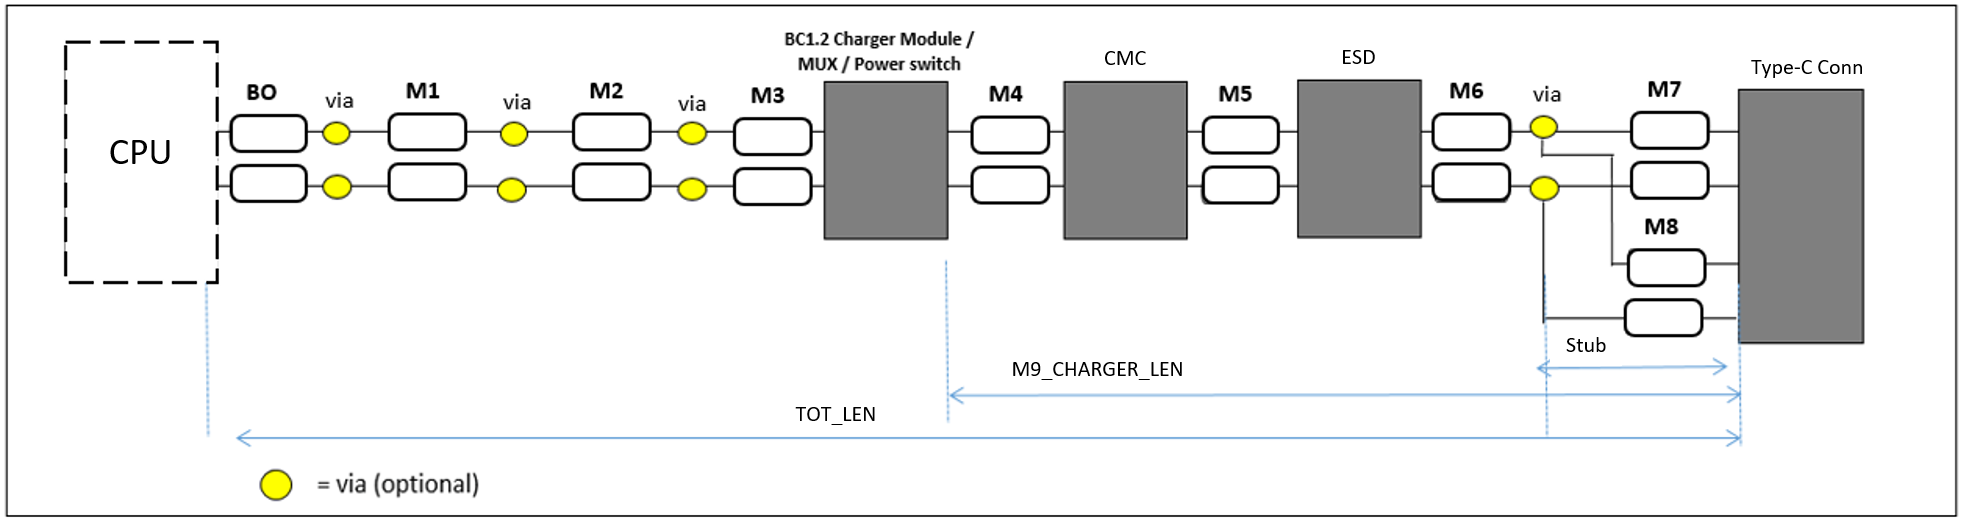 BC1.2 Charger Module /
MUX / Power switch
CMC
ESD
Type-C Conn
CPU
BO
via
M1
via
M2
via
M3
M4
M5
M6
via
M7
M8
Stub
M9_CHARGER_LEN
TOT_LEN
= via (optional)